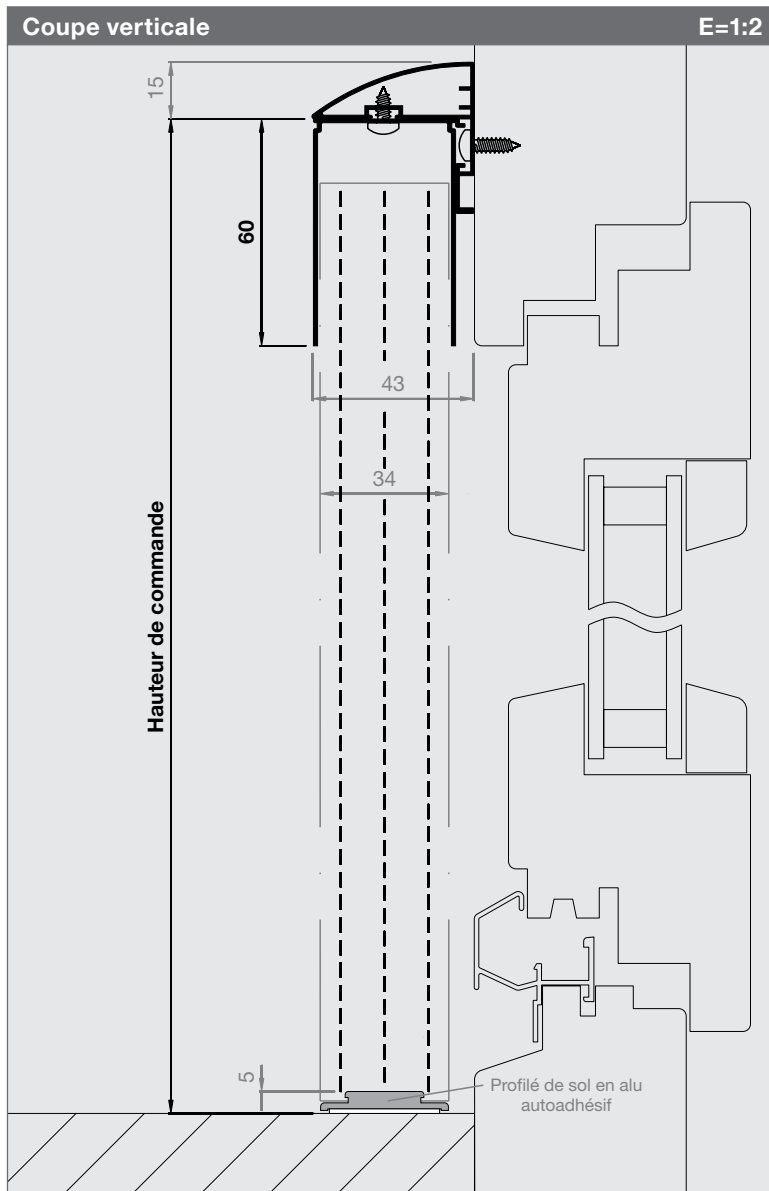 Coupe verticale E=1:2
15
60
43
34
Hauteur de commande
5
Profilé de sol en alu
autoadhésif